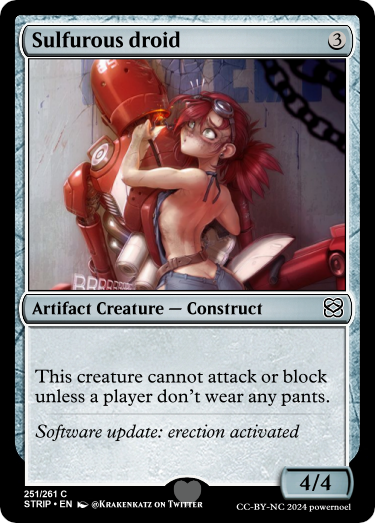 Sulfurous droid
3
BRRRRRR
Artifact Creature — Construct
This creature cannot attack or block
unless a player don't wear any pants.
Software update: erection activated
4/4
251/261 C
STRIP • EN @Krakenkatz on Twitter
CC-BY-NC 2024 powernoel